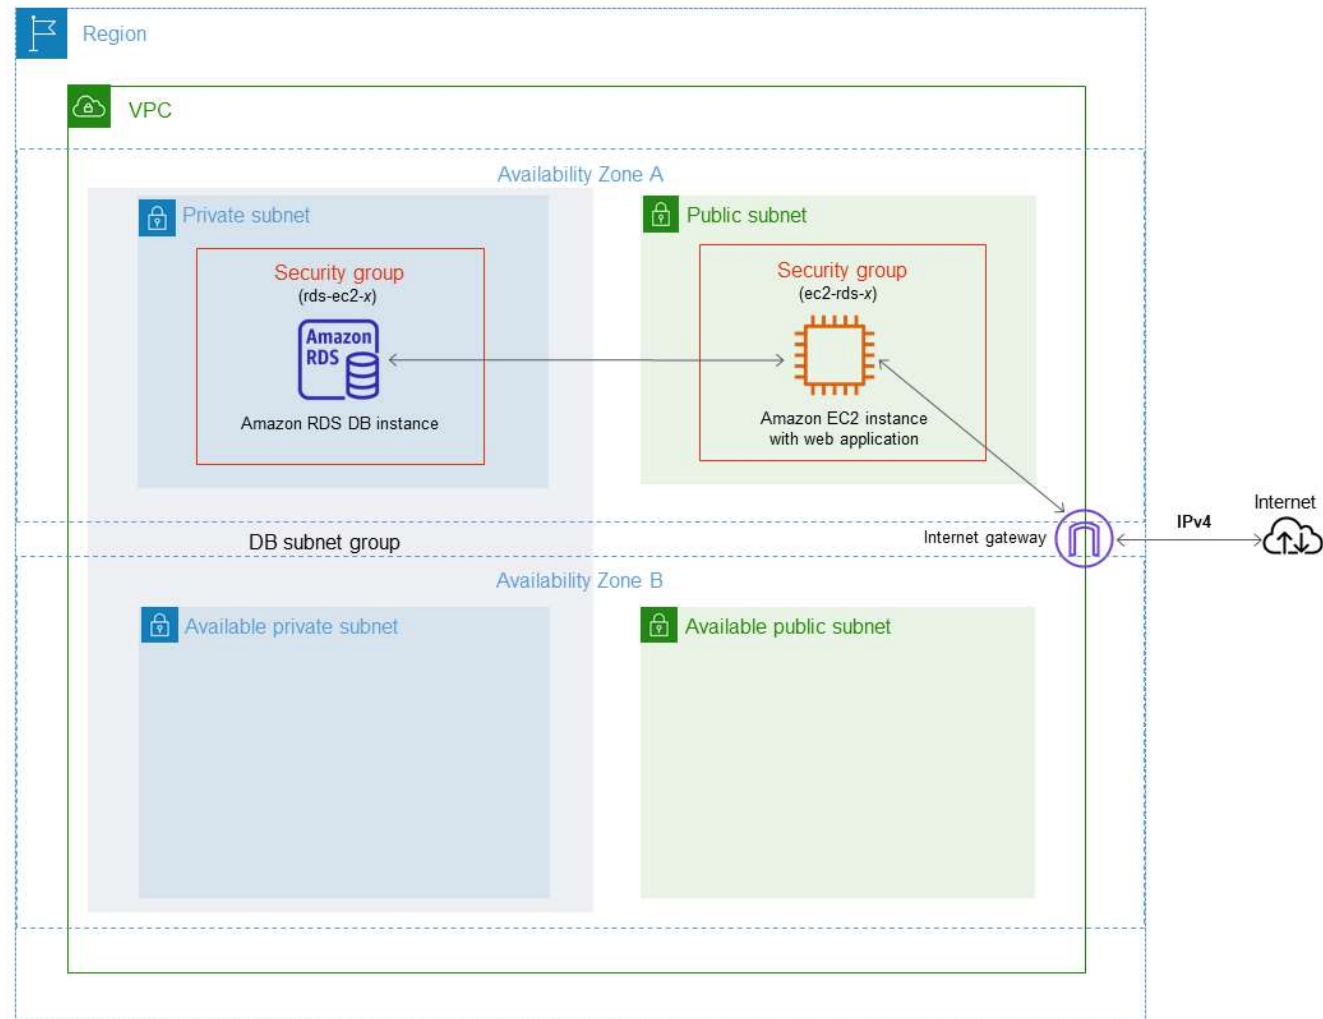 Region
VPC
Availability Zone A
Private subnet
Public subnet
Security group
(rds-ec2-x)
Amazon
RDS
Amazon RDS DB instance
Security group
(ec2-rds-x)
Amazon EC2 instance
with web application
Internet
IPv4
Internet gateway
DB subnet group
Availability Zone B
Available private subnet
Available public subnet